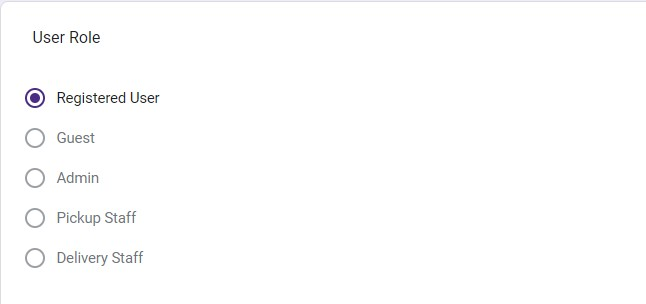 User Role
Registered User
Guest
Admin
Pickup Staff
Delivery Staff